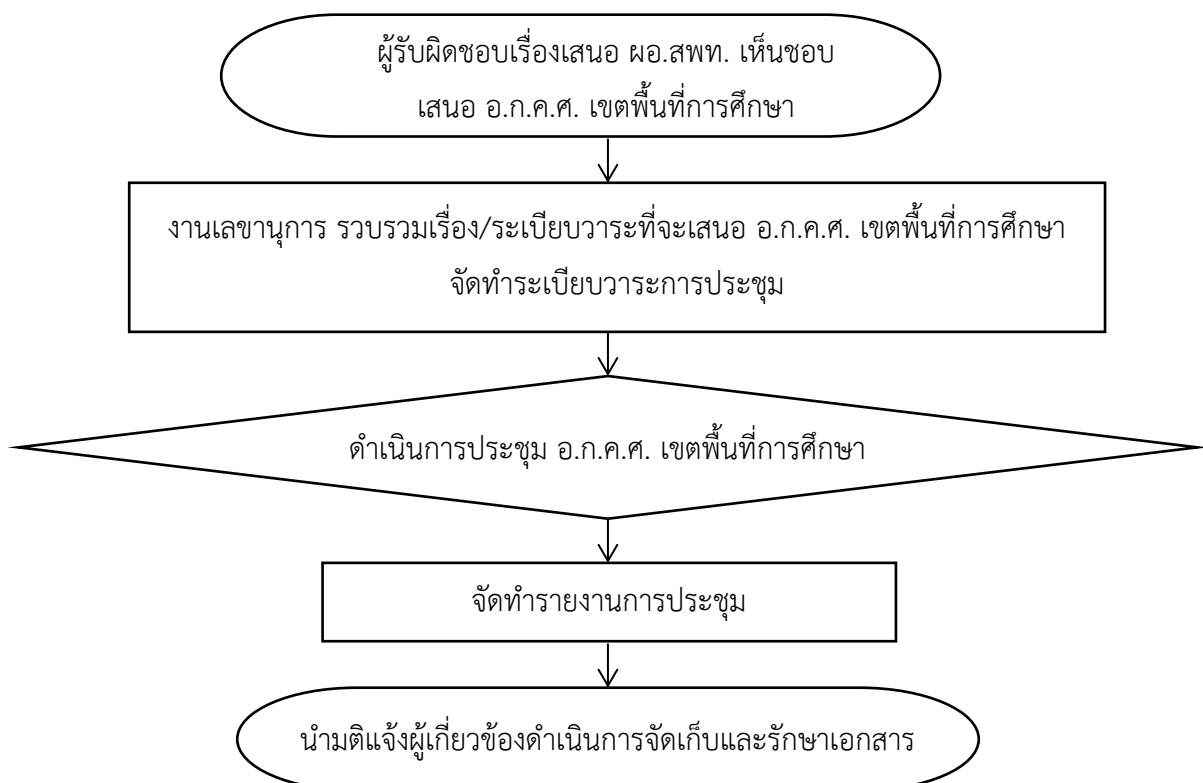 ผู้รับผิดชอบเรื่องเสนอ ผอ.สพท. เห็นชอบ
เสนอ อ.ก.ค.ศ. เขตพื้นที่การศึกษา
งานเลขานุการ รวบรวมเรื่อง/ระเบียบวาระที่จะเสนอ อ.ก.ค.ศ. เขตพื้นที่การศึกษา
จัดทำระเบียบวาระการประชุม
ดำเนินการประชุม อ.ก.ค.ศ. เขตพื้นที่การศึกษา
จัดทำรายงานการประชุม
นำมติแจ้งผู้เกี่ยวข้องดำเนินการจัดเก็บและรักษาเอกสาร